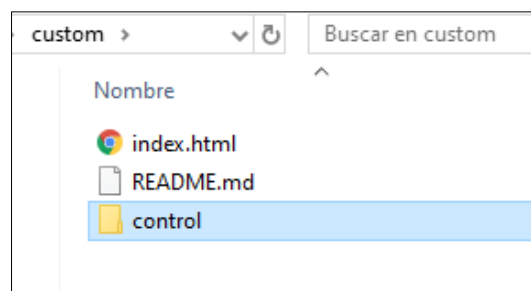 custom
Buscar en custom
Nombre
index.html
README.md
control